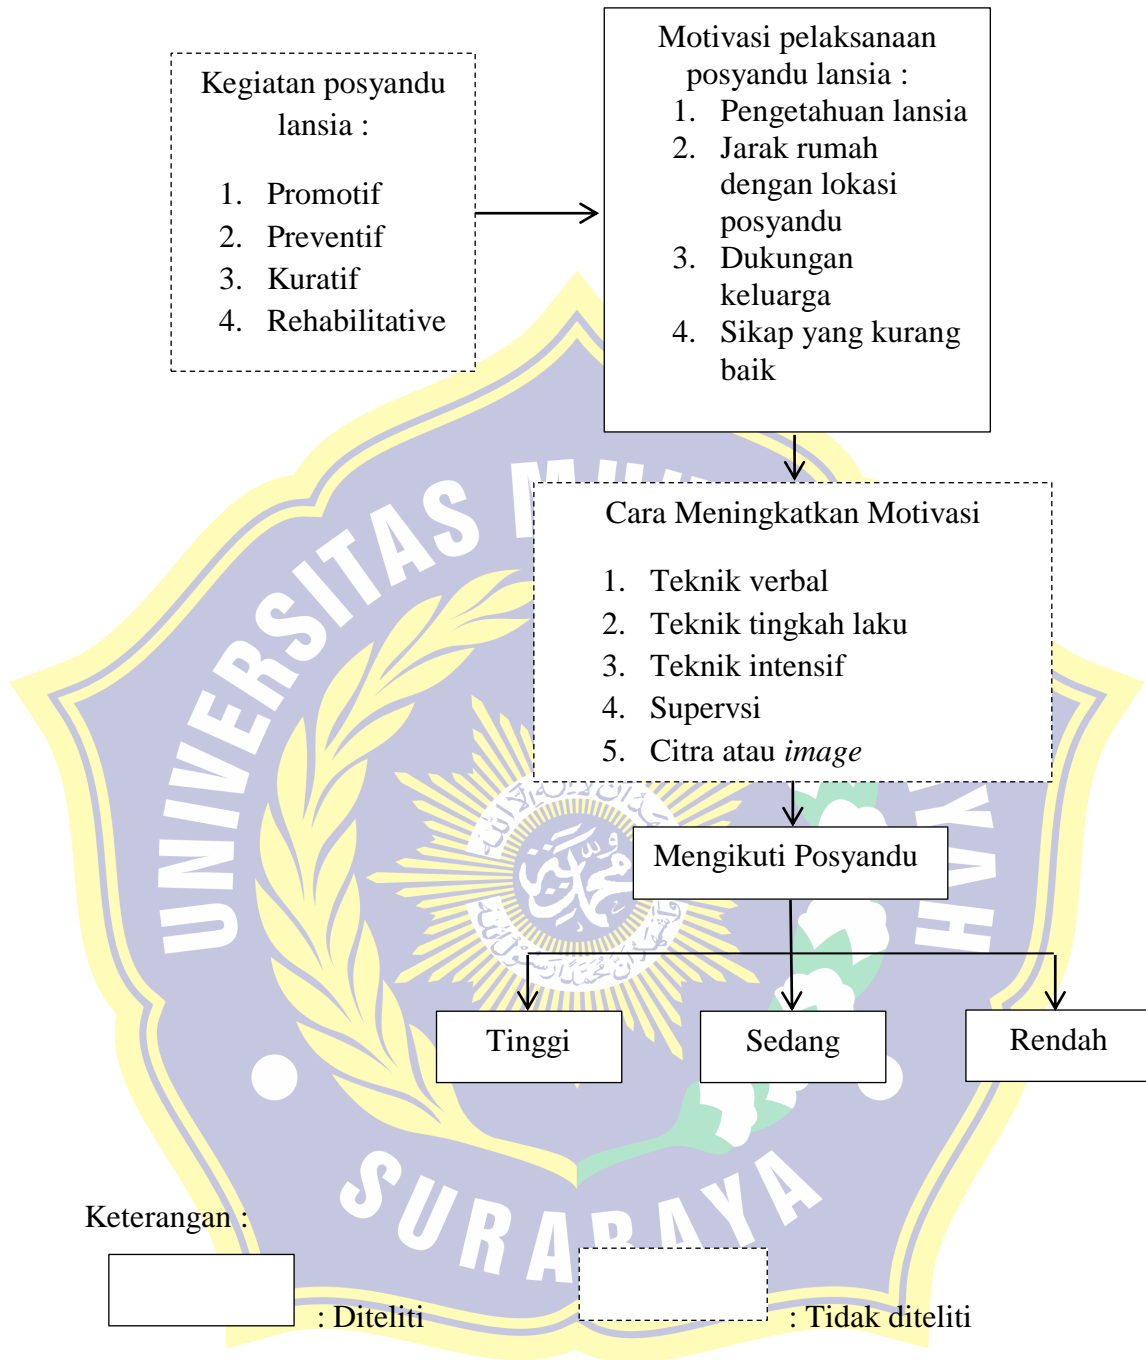 Kegiatan posyandu
lansia :
1. Promotif
2. Preventif
3. Kuratif
4. Rehabilitative
Motivasi pelaksanaan
posyandu lansia :
1. Pengetahuan lansia
2. Jarak rumah
dengan lokasi
posyandu
3. Dukungan
keluarga
4. Sikap yang kurang
baik
Cara Meningkatkan Motivasi
1. Teknik verbal
2. Teknik tingkah laku
3. Teknik intensif
4. Supervsi
5. Citra atau image
Mengikuti Posyandu
Tinggi
Sedang
Rendah
Keterangan :
: Diteliti
: Tidak diteliti
UNIVERSITAS
SURABAYA